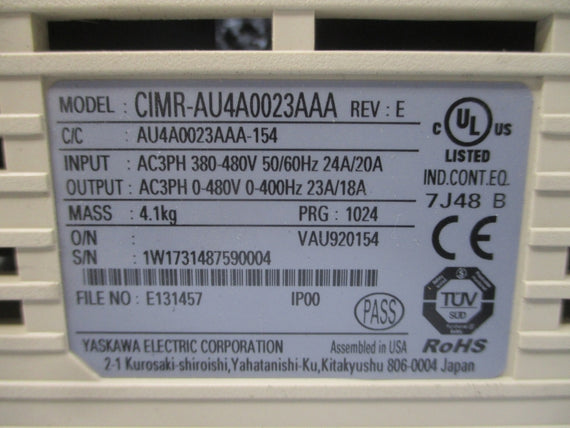 MODEL : CIMR-AU4A0023AAA REV : E
C/C : AU4A0023AAA-154
INPUT : AC3PH 380-480V 50/60Hz 24A/20A
OUTPUT : AC3PH 0-480V 0-400Hz 23A/18A
MASS : 4.1kg PRG : 1024
O/N : VAU920154
S/N : 1W1731487590004
FILE NO : E131457 IP00
PASS
YASKAWA ELECTRIC CORPORATION Assembled in USA
2-1 Kurosaki-shiroishi,Yahatanishi-Ku,Kitakyushu 806-0004 Japan
C UL US
LISTED
IND.CONT.EQ.
7J48 B
CE
TÜV
SÜD
RoHS